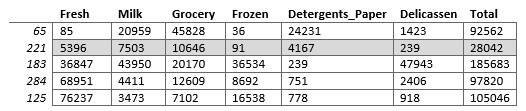 Fresh Milk Grocery Frozen Detergents_Paper Delicassen Total
65 85 20959 45828 36 24231 1423 92562
221 5396 7503 10646 91 4167 239 28042
183 36847 43950 20170 36534 239 47943 185683
284 68951 4411 12609 8692 751 2406 97820
125 76237 3473 7102 16538 778 918 105046